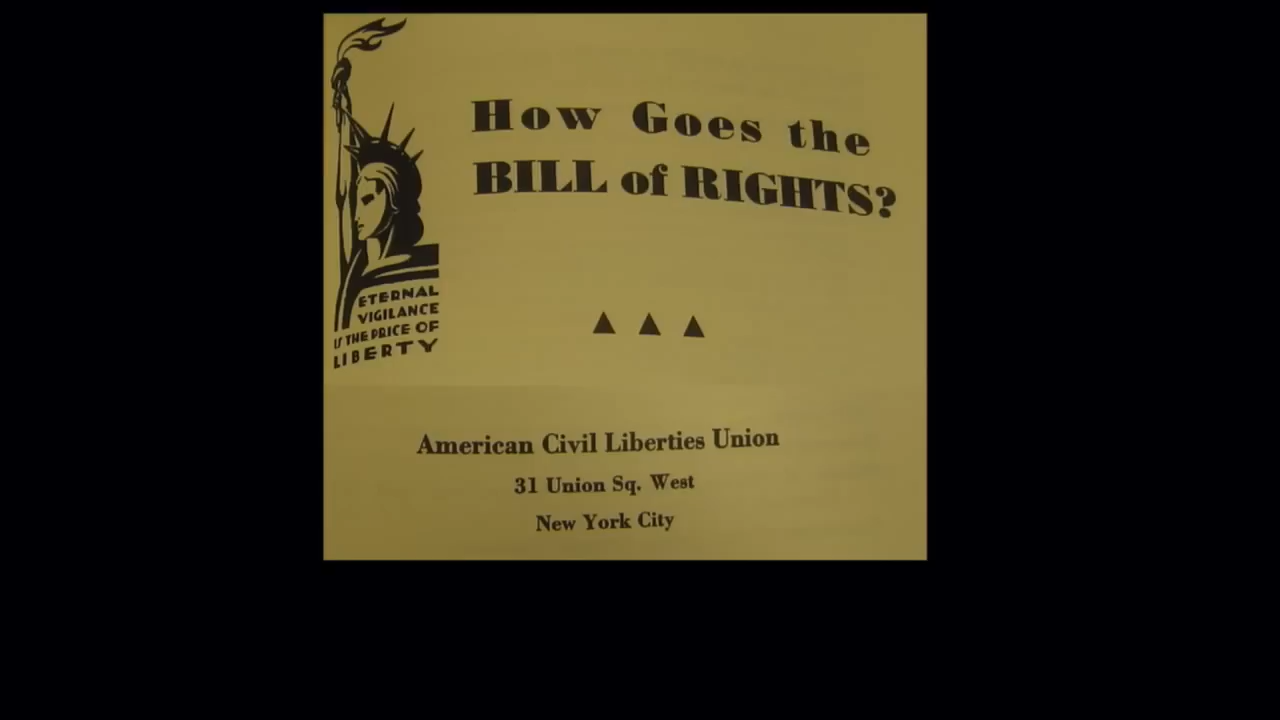 How Goes the
BILL of RIGHTS?
ETERNAL
VIGILANCE
IS THE PRICE OF
LIBERTY
American Civil Liberties Union
31 Union Sq. West
New York City